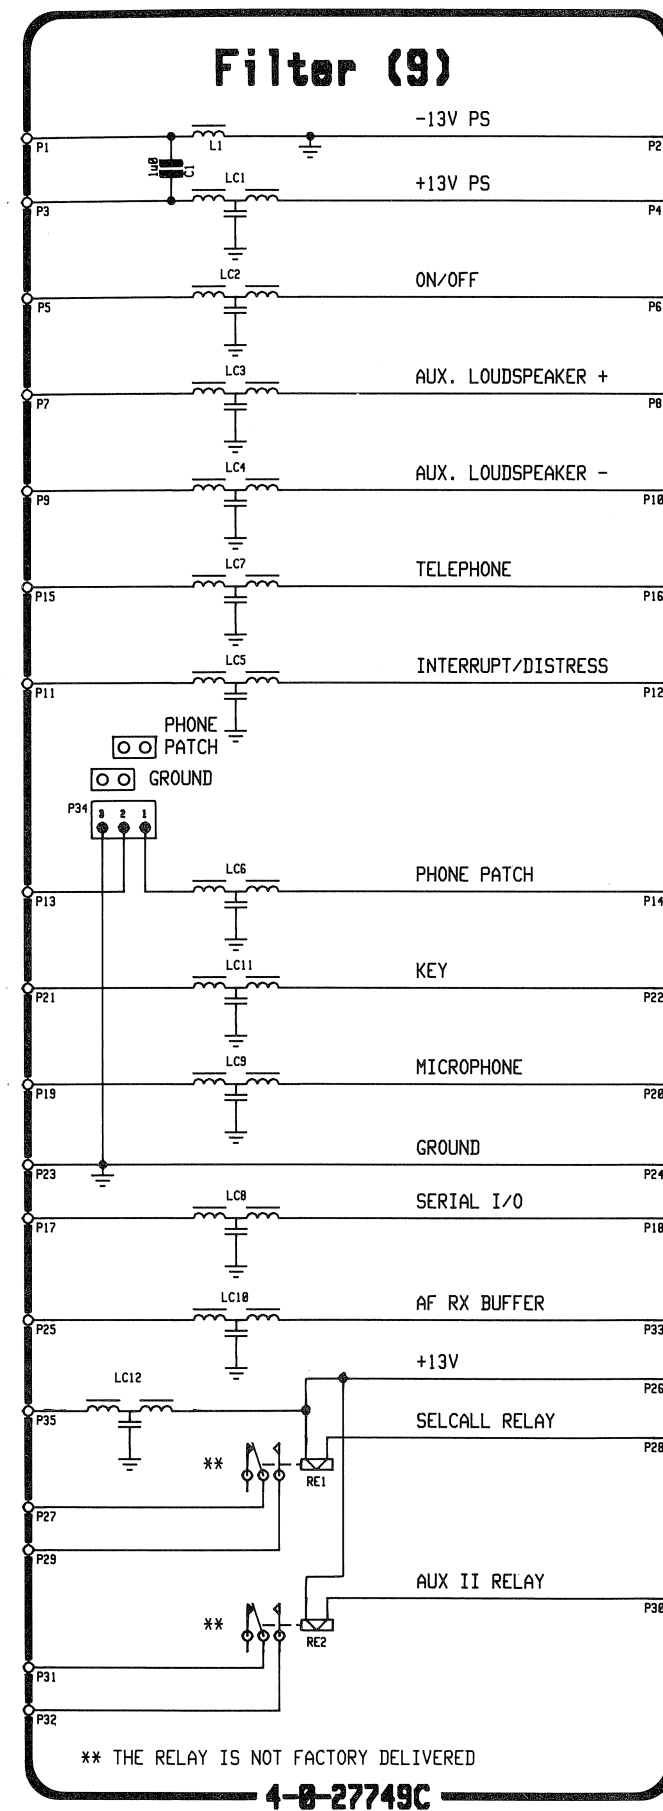 Filter (9)
-13V PS
P1 L1 P2
1u0 C1
LC1 +13V PS
P3 P4
LC2 ON/OFF
P5 P6
LC3 AUX. LOUDSPEAKER +
P7 P8
LC4 AUX. LOUDSPEAKER -
P9 P10
LC7 TELEPHONE
P15 P16
LC5 INTERRUPT/DISTRESS
P11 P12
PHONE
PATCH
GROUND
P34 3 2 1
LC6 PHONE PATCH
P13 P14
LC11 KEY
P21 P22
LC9 MICROPHONE
P19 P20
GROUND
P23 P24
LC8 SERIAL I/O
P17 P18
LC10 AF RX BUFFER
P25 P33
+13V
LC12 P26
P35 SELCALL RELAY
P28
**
RE1
P27
P29
AUX II RELAY
P30
**
RE2
P31
P32
** THE RELAY IS NOT FACTORY DELIVERED
4-0-27749C